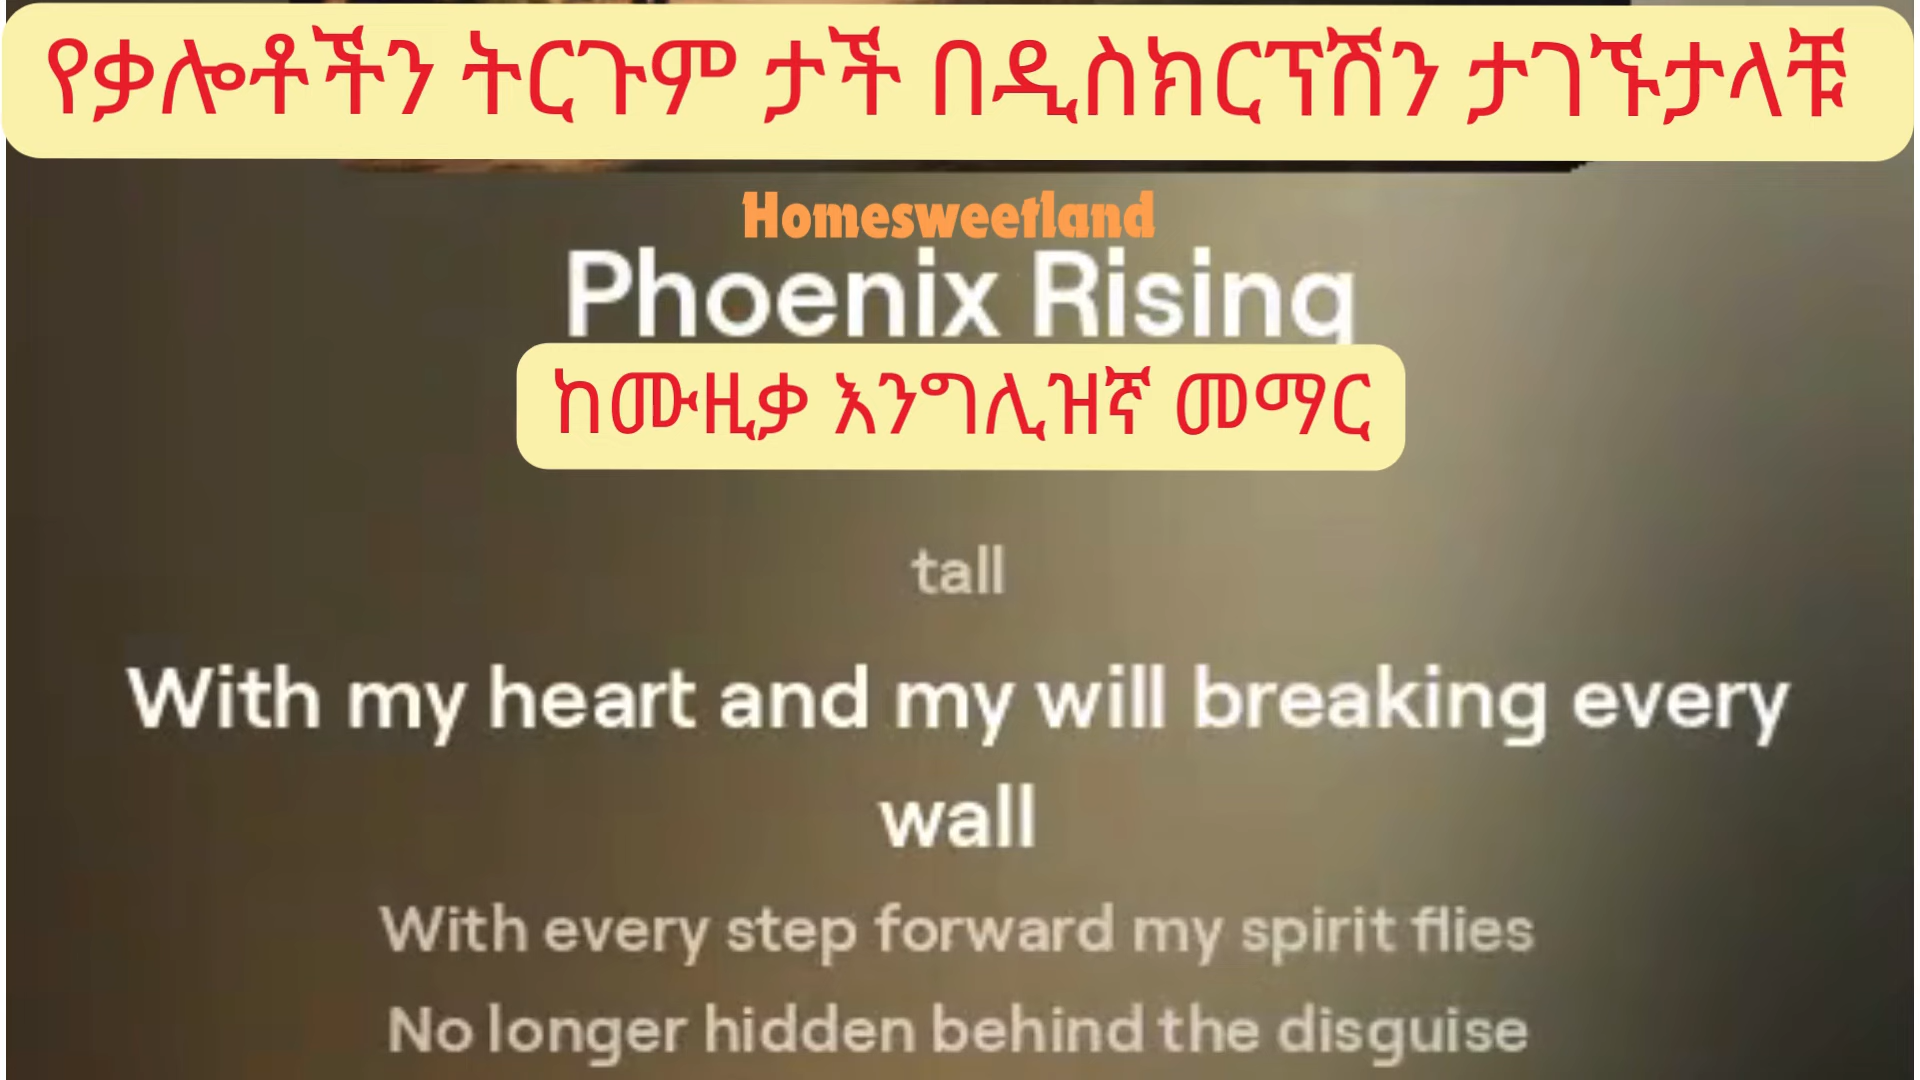 የቃሎቶችን ትርጉም ታች በዲስክርፕሽን ታገኙታላቹ
Homesweetland
Phoenix Rising
ከሙዚቃ እንግሊዝኛ መማር
tall
With my heart and my will breaking every
wall
With every step forward my spirit flies
No longer hidden behind the disguise